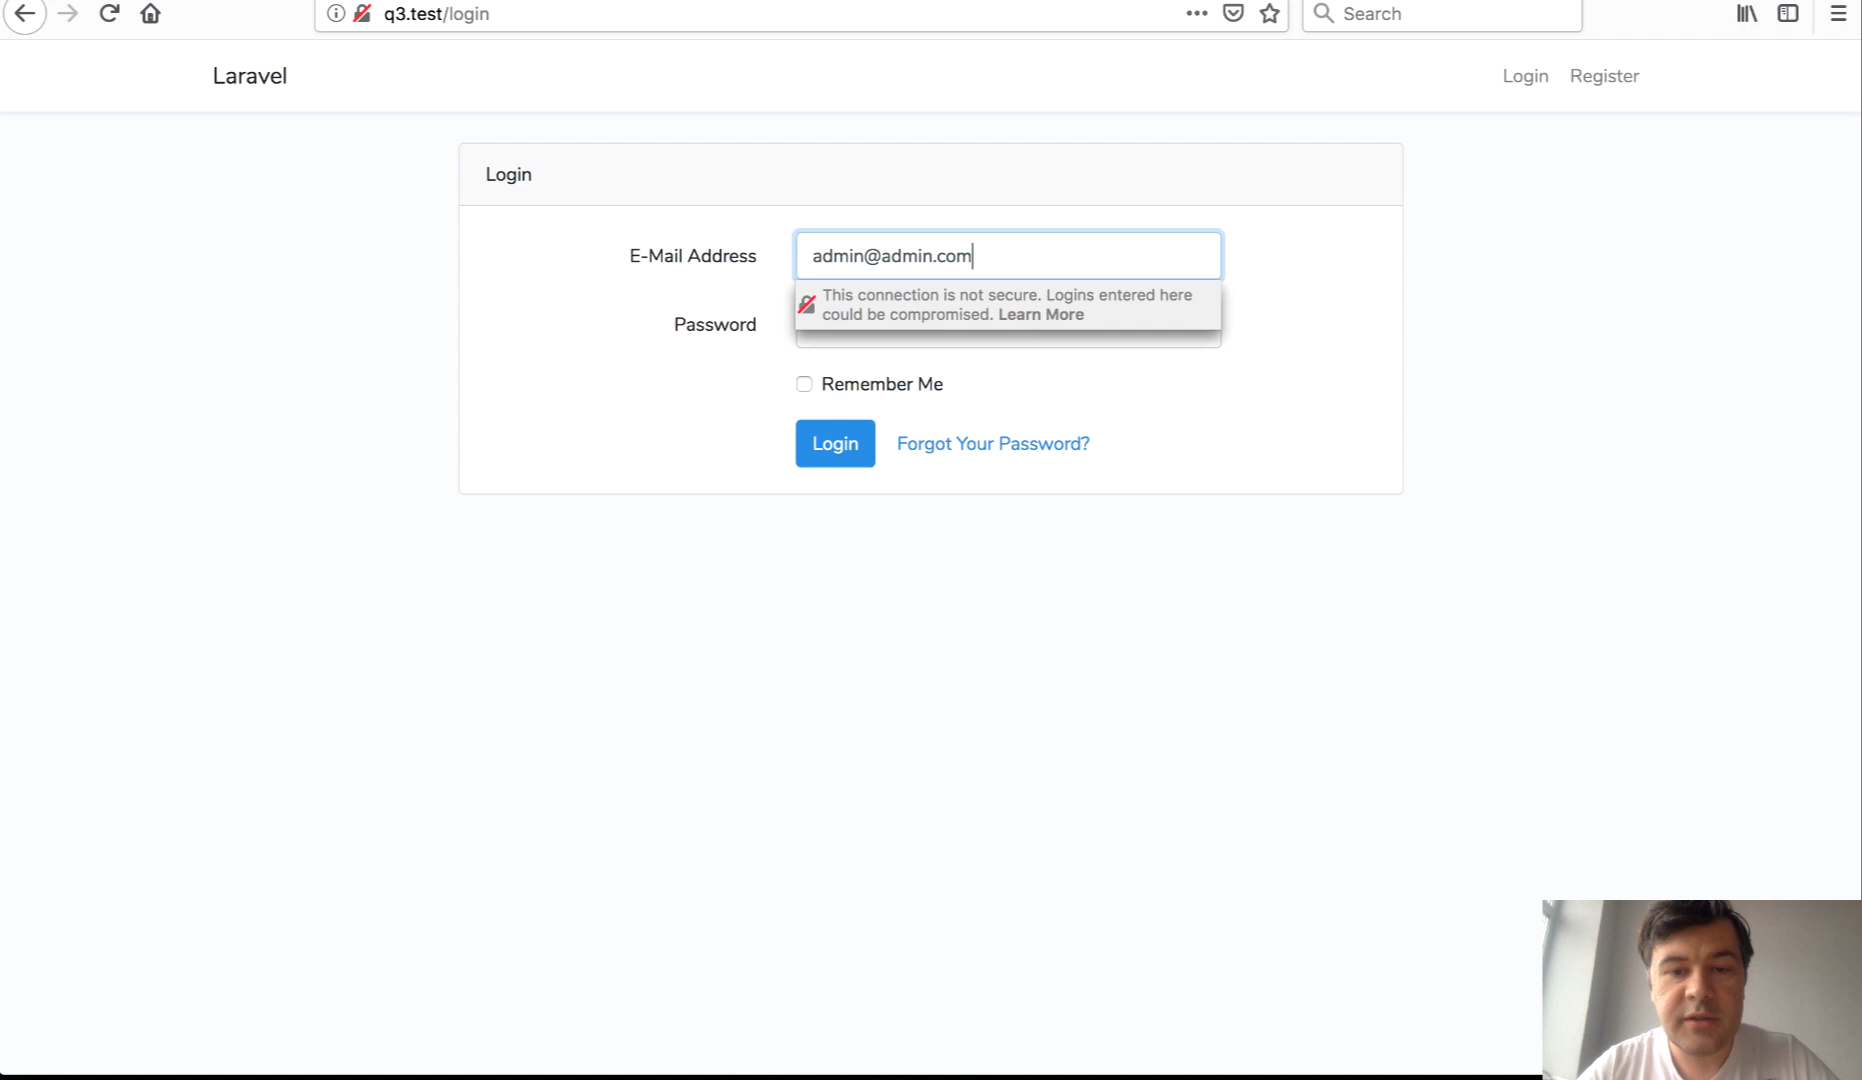 q3.test/login
Search
Laravel
Login Register
Login
E-Mail Address
admin@admin.com
This connection is not secure. Logins entered here
could be compromised. Learn More
Password
Remember Me
Login
Forgot Your Password?